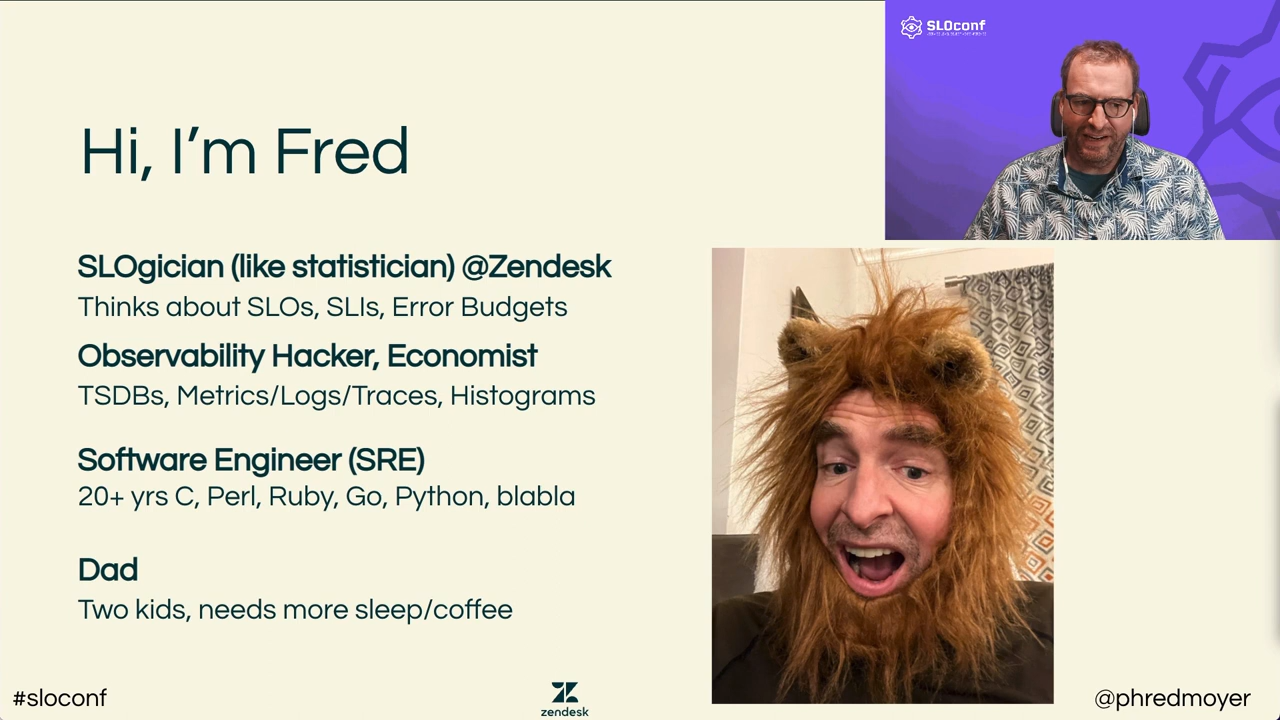 SLOconf
Hi, I’m Fred
SLOgician (like statistician) @Zendesk
Thinks about SLOs, SLIs, Error Budgets
Observability Hacker, Economist
TSDBs, Metrics/Logs/Traces, Histograms
Software Engineer (SRE)
20+ yrs C, Perl, Ruby, Go, Python, blabla
Dad
Two kids, needs more sleep/coffee
#sloconf
zendesk
@phredmoyer